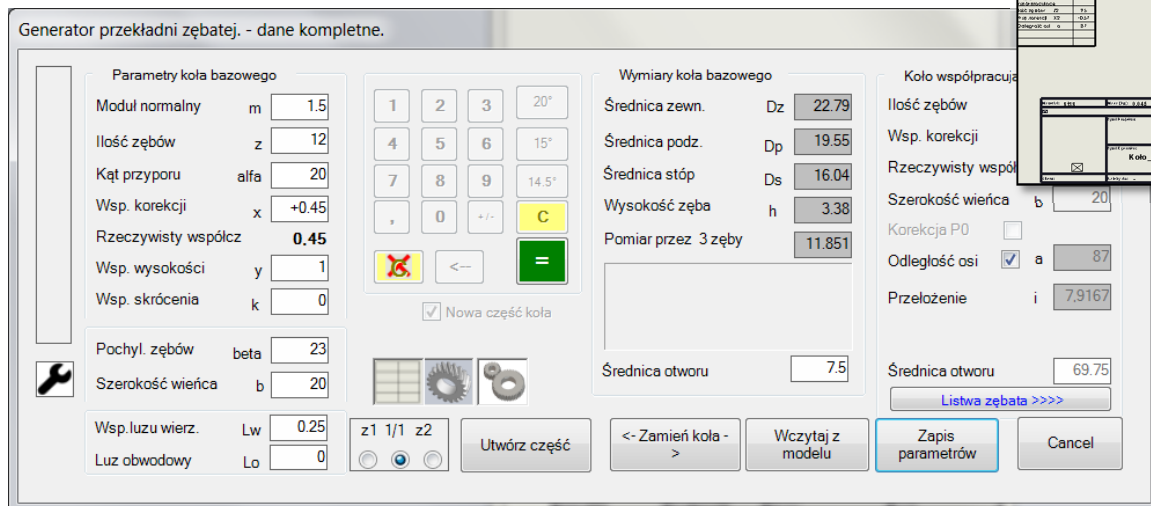 Generator przekładni zębatej. - dane kompletne.
Parametry koła bazowego
Moduł normalny m 1.5
Ilość zębów z 12
Kąt przyporu alfa 20
Wsp. korekcji x +0.45
Rzeczywisty współcz 0.45
Wsp. wysokości y 1
Wsp. skrócenia k 0
Pochyl. zębów beta 23
Szerokość wieńca b 20
Wsp.luzu wierz. Lw 0.25
Luz obwodowy Lo 0
1 2 3 20°
4 5 6 15°
7 8 9 14.5°
, 0 +/- C
C <-- =
Nowa część koła
z1 1/1 z2
Utwórz część
Wymiary koła bazowego
Średnica zewn. Dz 22.79
Średnica podz. Dp 19.55
Średnica stóp Ds 16.04
Wysokość zęba h 3.38
Pomiar przez 3 zęby 11.851
Średnica otworu 7.5
<- Zamień koła -
>
Wczytaj z
modelu
Koło współpracują
Ilość zębów
Wsp. korekcji
Rzeczywisty współ
Szerokość wieńca b 20
Korekcja P0
Odległość osi a 87
Przełożenie i 7,9167
Średnica otworu 69.75
Listwa zębata >>>>
Zapis
parametrów
Cancel
Koło_